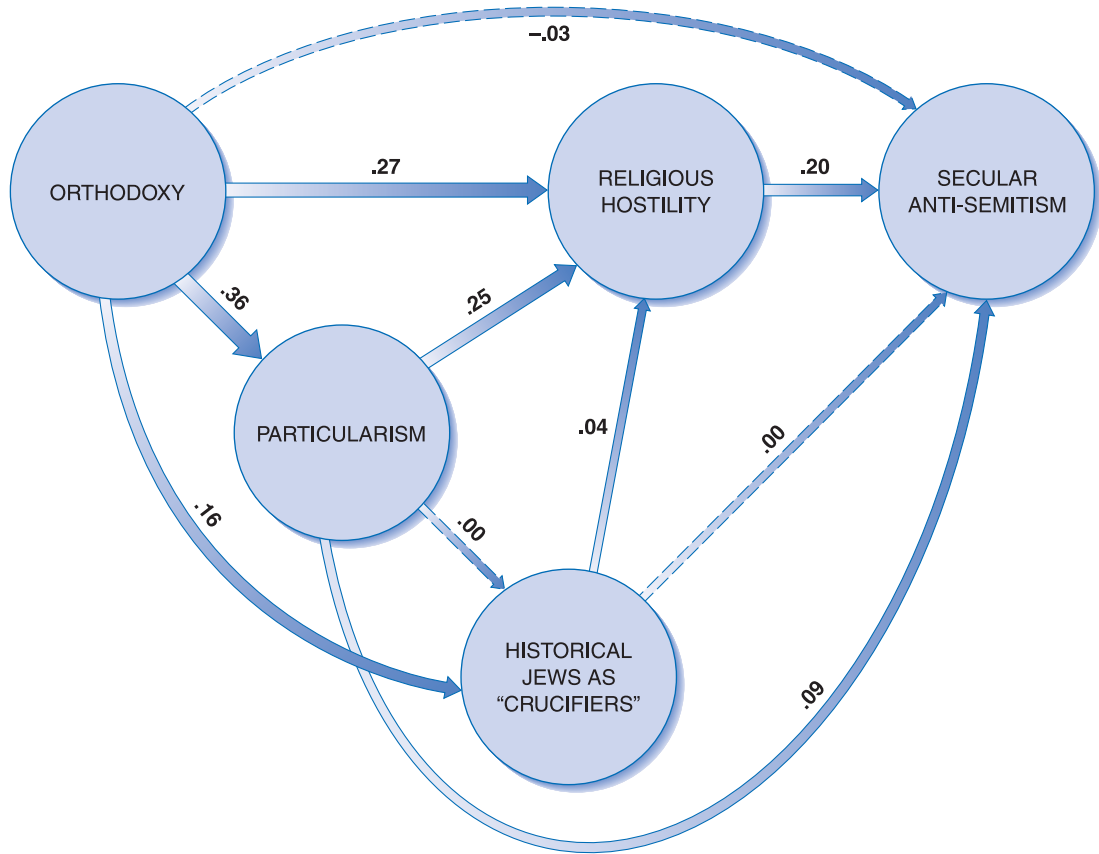 –.03
ORTHODOXY
.27
RELIGIOUS
HOSTILITY
.20
SECULAR
ANTI-SEMITISM
.36
.25
PARTICULARISM
.04
.00
.16
.00
HISTORICAL
JEWS AS
“CRUCIFIERS”
.09